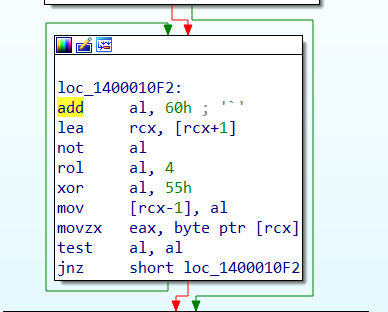 loc_1400010F2:
add al, 60h ; '`'
lea rcx, [rcx+1]
not al
rol al, 4
xor al, 55h
mov [rcx-1], al
movzx eax, byte ptr [rcx]
test al, al
jnz short loc_1400010F2